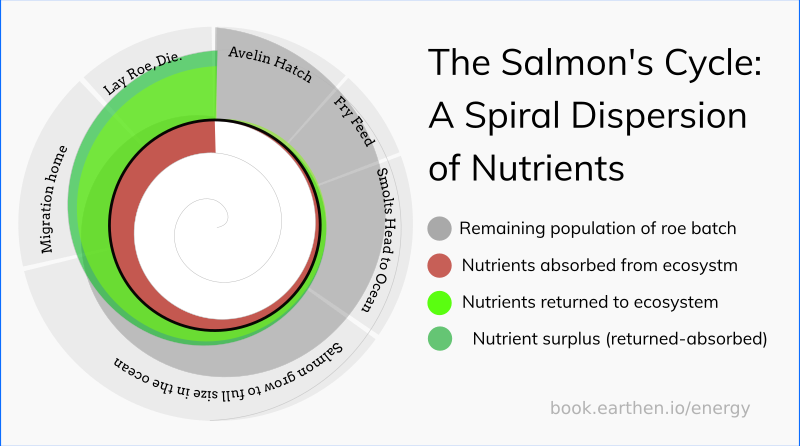 The Salmon's Cycle:
A Spiral Dispersion
of Nutrients
Avelin Hatch
Fry Feed
Smolts Head to Ocean
Salmon grow to full size in the ocean
Migration home
Lay Roe, Die.
Remaining population of roe batch
Nutrients absorbed from ecosystm
Nutrients returned to ecosystem
Nutrient surplus (returned-absorbed)
book.earthen.io/energy